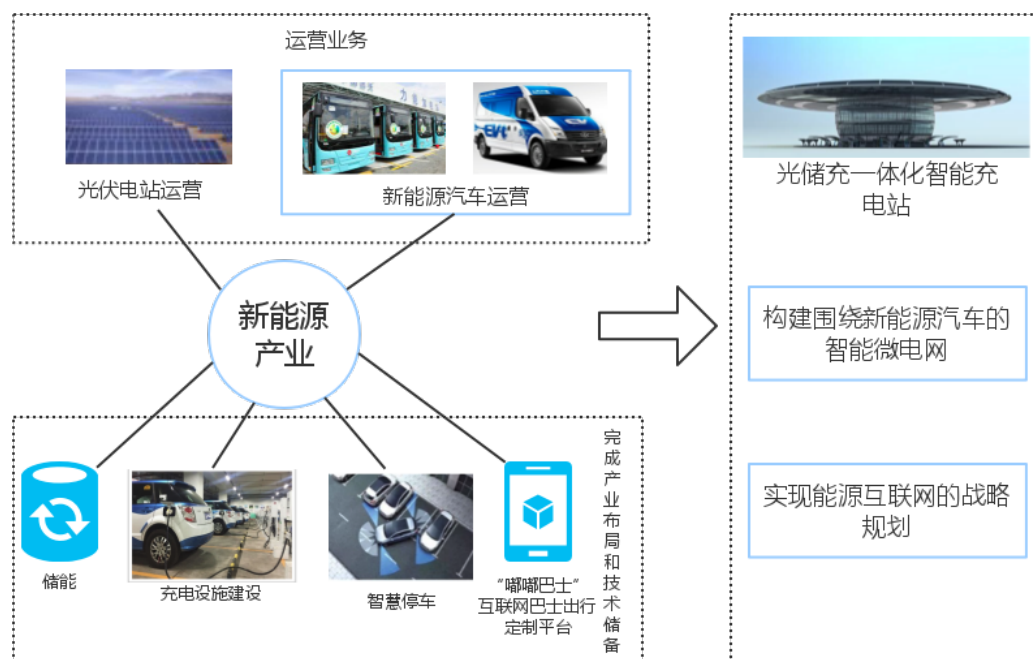 运营业务
光伏电站运营
新能源汽车运营
新能源
产业
储能
充电设施建设
智慧停车
“嘟嘟巴士”
互联网巴士出行
定制平台
完成产业布局和技术储备
光储充一体化智能充
电站
构建围绕新能源汽车的
智能微电网
实现能源互联网的战略
规划